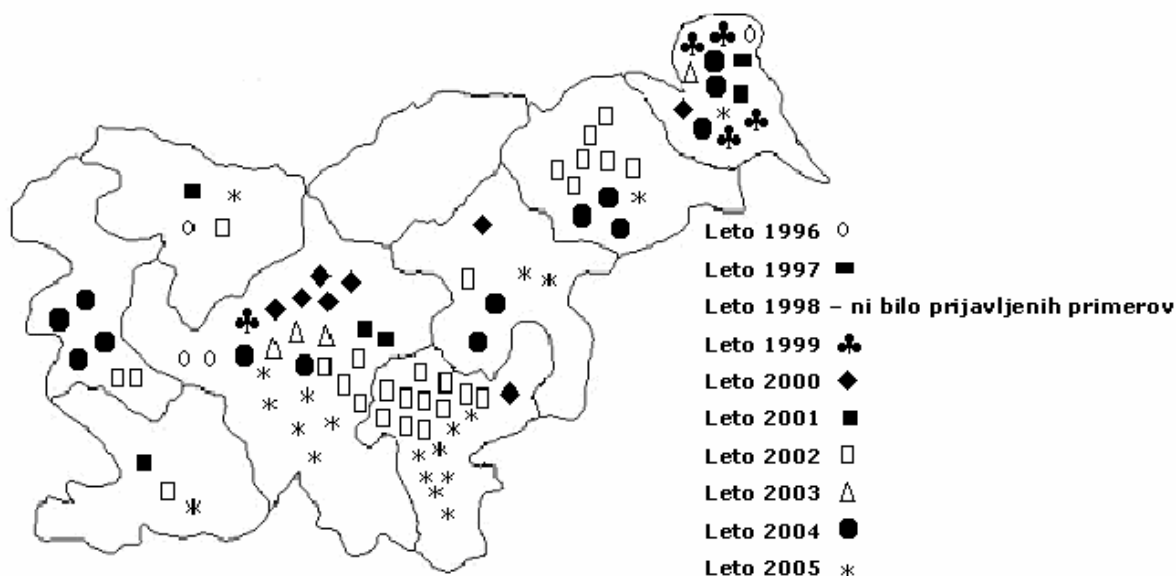 Leto 1996
Leto 1997
Leto 1998 – ni bilo prijavljenih primerov
Leto 1999
Leto 2000
Leto 2001
Leto 2002
Leto 2003
Leto 2004
Leto 2005